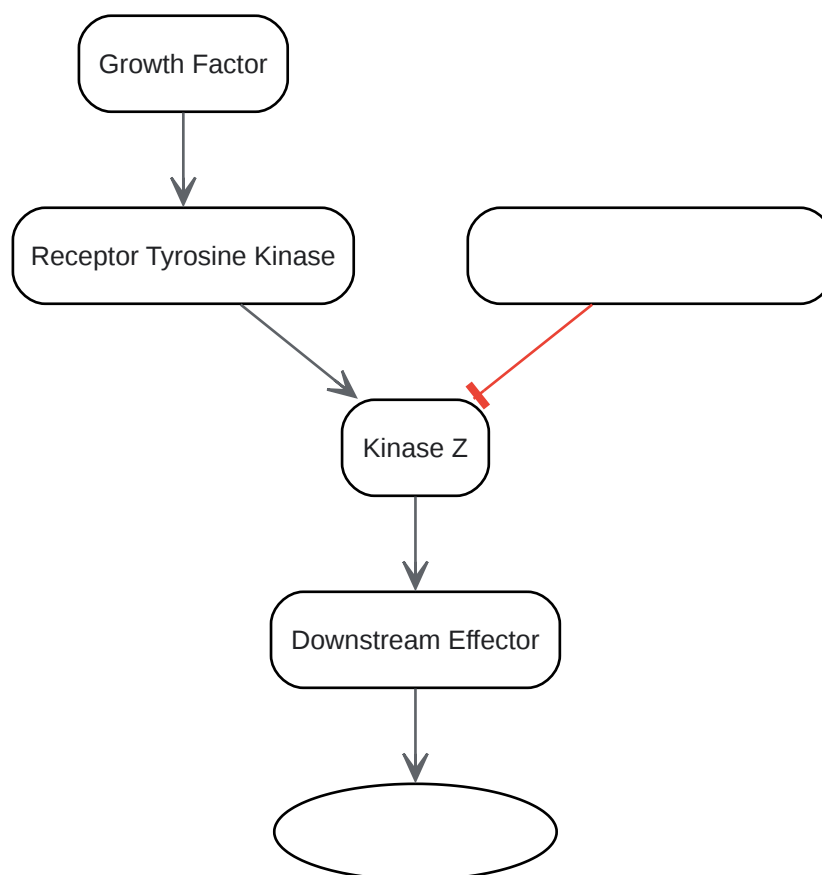 Growth Factor
Receptor Tyrosine Kinase
Kinase Z
Downstream Effector